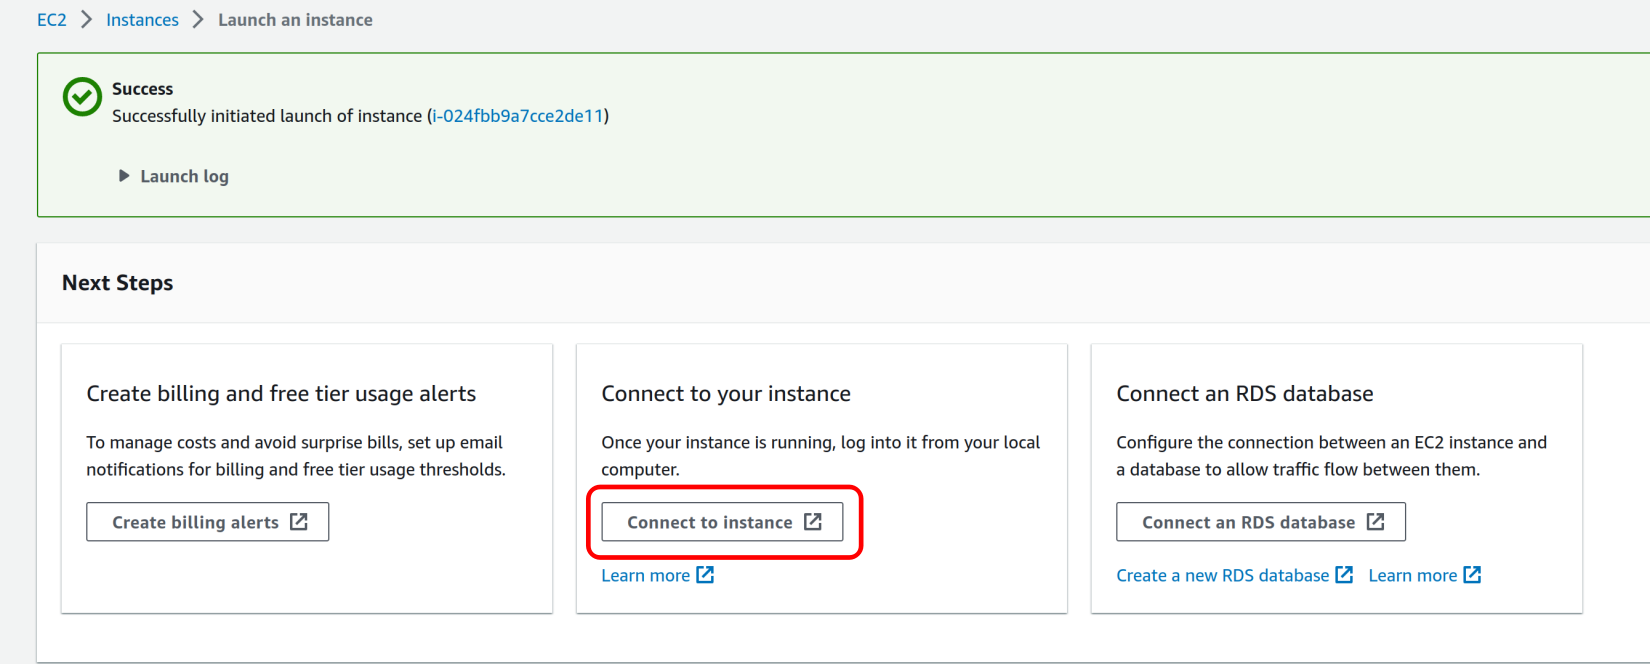 EC2 Instances Launch an instance
Success
Successfully initiated launch of instance (i-024fbb9a7cce2de11)
Launch log
Next Steps
Create billing and free tier usage alerts
To manage costs and avoid surprise bills, set up email
notifications for billing and free tier usage thresholds.
Create billing alerts
Connect to your instance
Once your instance is running, log into it from your local
computer.
Connect to instance
Learn more
Connect an RDS database
Configure the connection between an EC2 instance and
a database to allow traffic flow between them.
Connect an RDS database
Create a new RDS database Learn more